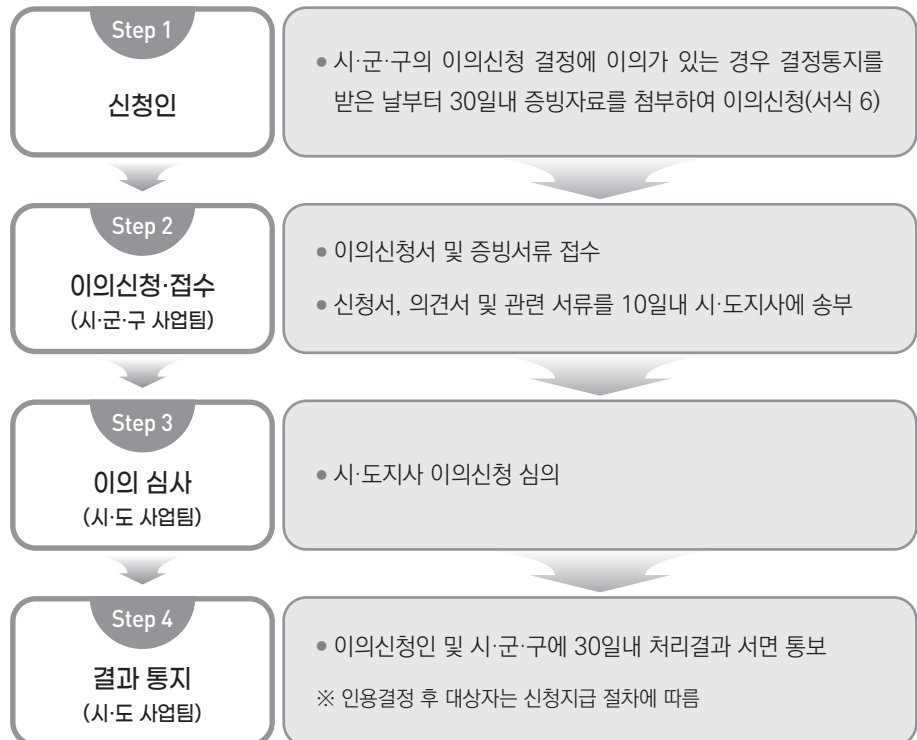 Step 1
신청인
• 시·군·구의 이의신청 결정에 이의가 있는 경우 결정통지를
받은 날부터 30일내 증빙자료를 첨부하여 이의신청(서식 6)
Step 2
이의신청·접수
(시·군·구 사업팀)
• 이의신청서 및 증빙서류 접수
• 신청서, 의견서 및 관련 서류를 10일내 시·도지사에 송부
Step 3
이의 심사
(시·도 사업팀)
• 시·도지사 이의신청 심의
Step 4
결과 통지
(시·도 사업팀)
• 이의신청인 및 시·군·구에 30일내 처리결과 서면 통보
※ 인용결정 후 대상자는 신청지급 절차에 따름